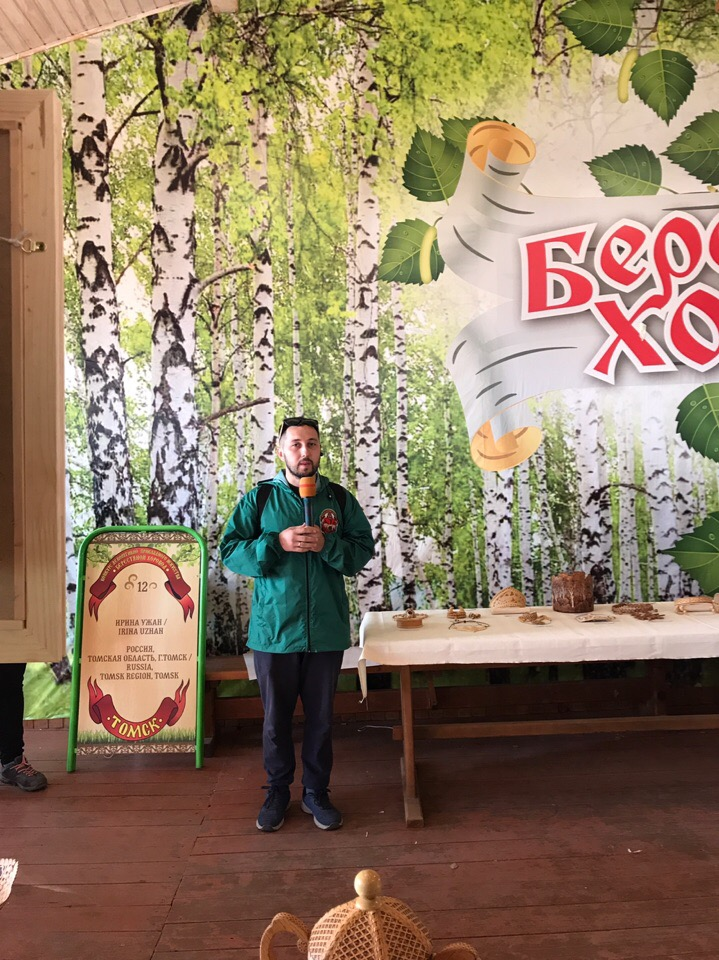 Бере
хо
12
ИРИНА УЖАН /
IRINA UZHAN
РОССИЯ,
ТОМСКАЯ ОБЛАСТЬ, Г.ТОМСК /
RUSSIA,
TOMSK REGION, TOMSK
ТОМСК